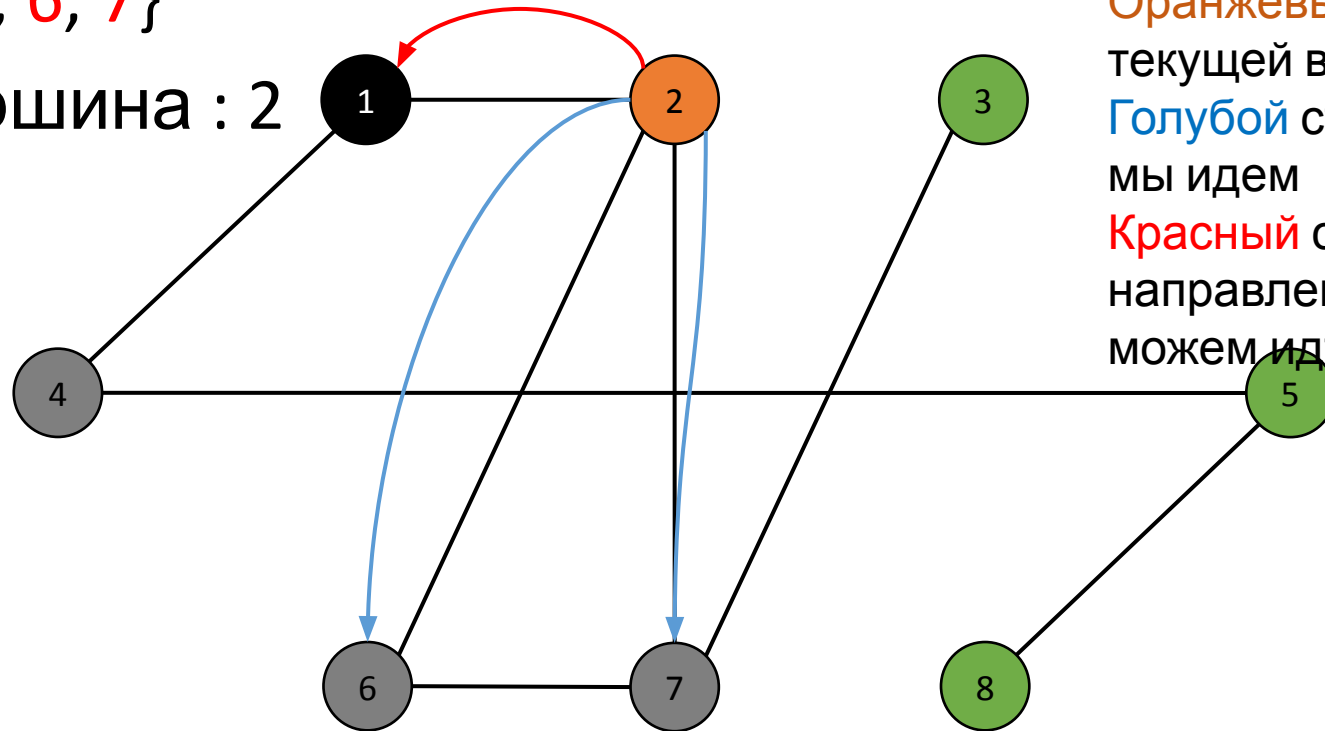 , 6, 7}
шина : 2
1
2
3
4
5
6
7
8
текущей
Голубой
мы идем
Красный
можем